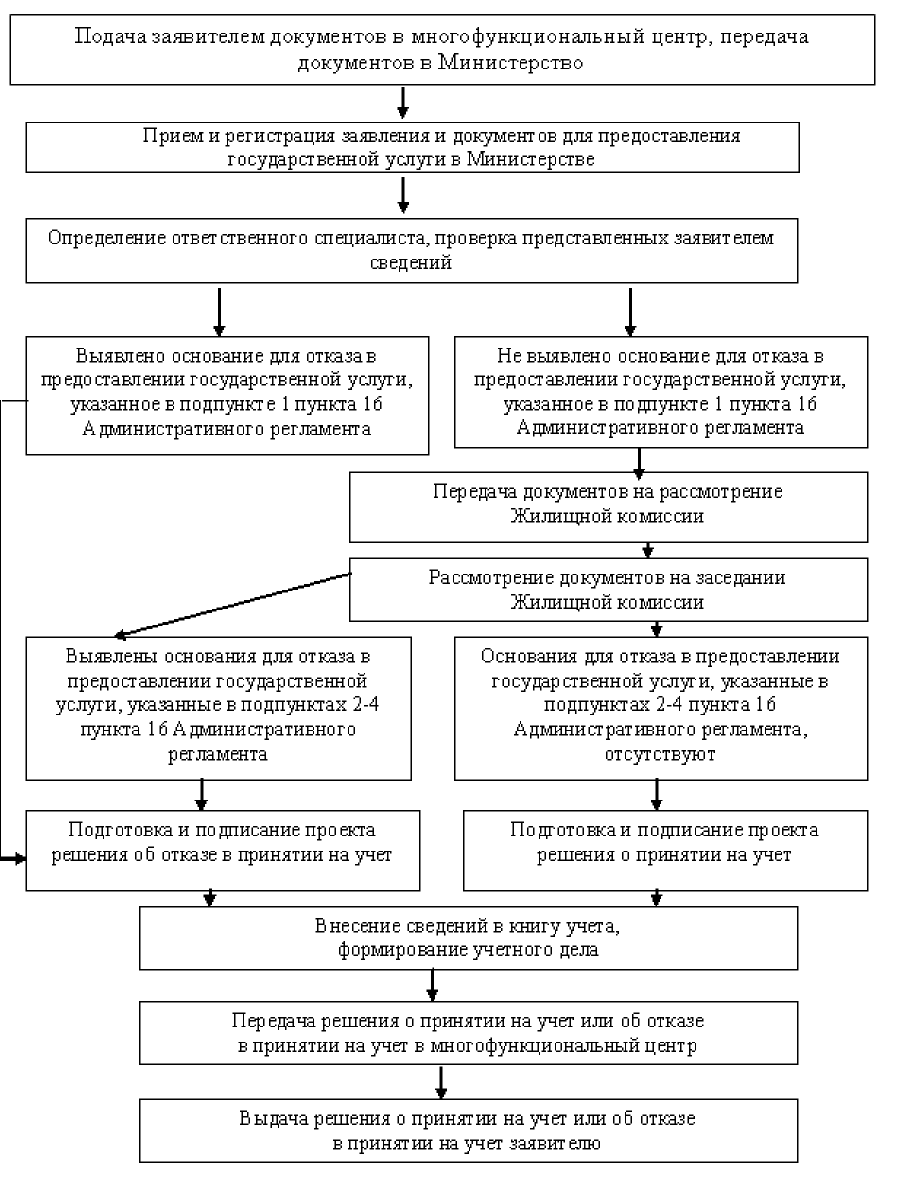 Подача заявителем документов в многофункциональный центр, передача
документов в Министерство
Прием и регистрация заявления и документов для предоставления
государственной услуги в Министерстве
Определение ответственного специалиста, проверка представленных заявителем
сведений
Выявлено основание для отказа в
предоставлении государственной услуги,
указанное в подпункте 1 пункта 16
Административного регламента
Не выявлено основание для отказа в
предоставлении государственной услуги,
указанное в подпункте 1 пункта 16
Административного регламента
Передача документов на рассмотрение
Жилищной комиссии
Рассмотрение документов на заседании
Жилищной комиссии
Выявлены основания для отказа в
предоставлении государственной
услуги, указанные в подпунктах 2-4
пункта 16 Административного
регламента
Основания для отказа в предоставлении
государственной услуги, указанные в
подпунктах 2-4 пункта 16
Административного регламента,
отсутствуют
Подготовка и подписание проекта
решения об отказе в принятии на учет
Подготовка и подписание проекта
решения о принятии на учет
Внесение сведений в книгу учета,
формирование учетного дела
Передача решения о принятии на учет или об отказе
в принятии на учет в многофункциональный центр
Выдача решения о принятии на учет или об отказе
в принятии на учет заявителю